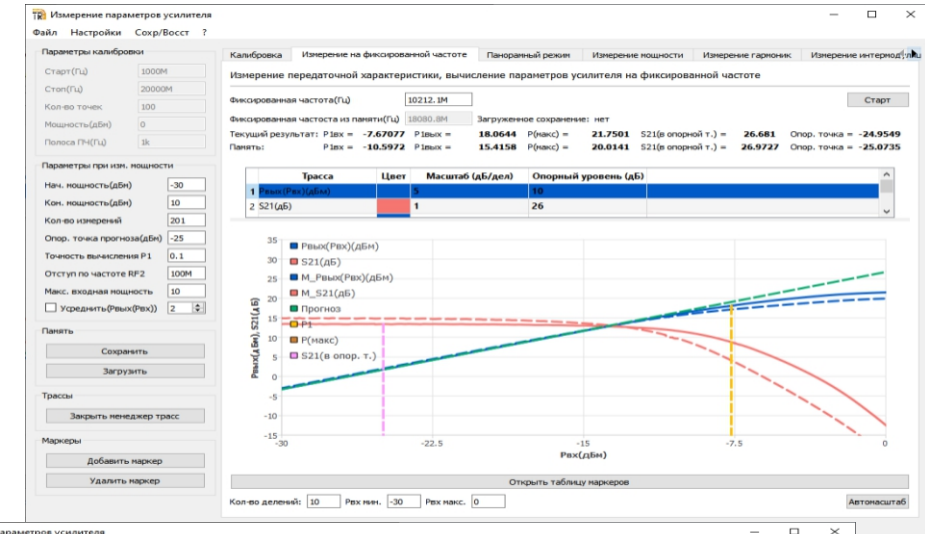 Измерение параметров усилителя
Файл Настройки Сохр/Восст ?
Параметры калибровки
Старт(Гц) 1000M
Стоп(Гц) 20000M
Кол-во точек 100
Мощность(дБм) 0
Полоса ПЧ(Гц) 1k
Параметры при изм. мощности
Нач. мощность(дБм) -30
Кон. мощность(дБм) 10
Кол-во измерений 201
Опор. точка прогноза(дБм) -25
Точность вычисления P1 0.1
Отступ по частоте RF2 100M
Макс. входная мощность 10
Усреднить(Рвых(Рвх)) 2
Память
Сохранить
Загрузить
Трассы
Закрыть менеджер трасс
Маркеры
Добавить маркер
Удалить маркер
Калибровка Измерение на фиксированной частоте Панорамный режим Измерение мощности Измерение гармоник
Измерение передаточной характеристики, вычисление параметров усилителя на фиксированной частоте
Фиксированная частота(Гц) 10212.1M Старт
Фиксированная частоста из памяти(Гц) 18080.8M Загруженное сохранение: нет
Текущий результат: P1вх = -7.67077 P1вых = 18.0644 P(макс) = 21.7501 S21(в опорной т.) = 26.681 Опор. точка = -24.9549
Память: P1вх = -10.5972 P1вых = 15.4158 P(макс) = 20.0141 S21(в опорной т.) = 26.9727 Опор. точка = -25.0735
Трасса Цвет Масштаб (дБ/дел) Опорный уровень (дБ)
1 Рвых(Рвх)(дБм) 5 10
2 S21(дБ) 1 26
Рвых(дБм), S21(дБ)
35
30
25
20
15
10
5
0
-5
-10
-15
Рвых(Рвх)(дБм)
S21(дБ)
М_Рвых(Рвх)(дБм)
М_S21(дБ)
Прогноз
P1
P(макс)
S21(в опор. т.)
-30 -22.5 -15 -7.5 0
Рвх(дБм)
Открыть таблицу маркеров
Кол-во делений: 10 Рвх мин. -30 Рвх макс. 0 Автомасштаб
араметров усилителя